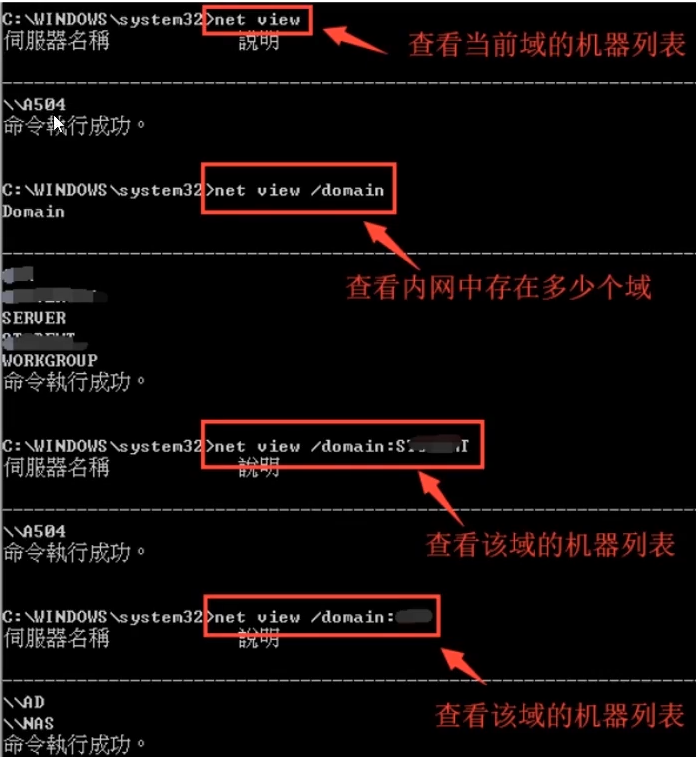 C:\WINDOWS\system32>net view
查看当前域的机器列表
伺服器名稱 說明
\\A504
命令執行成功。
C:\WINDOWS\system32>net view /domain
Domain
查看内网中存在多少个域
SERVER
WORKGROUP
命令執行成功。
C:\WINDOWS\system32>net view /domain:
伺服器名稱 說明
\\A504
查看该域的机器列表
命令執行成功。
C:\WINDOWS\system32>net view /domain:
伺服器名稱 說明
\\AD
查看该域的机器列表
\\NAS
命令執行成功。